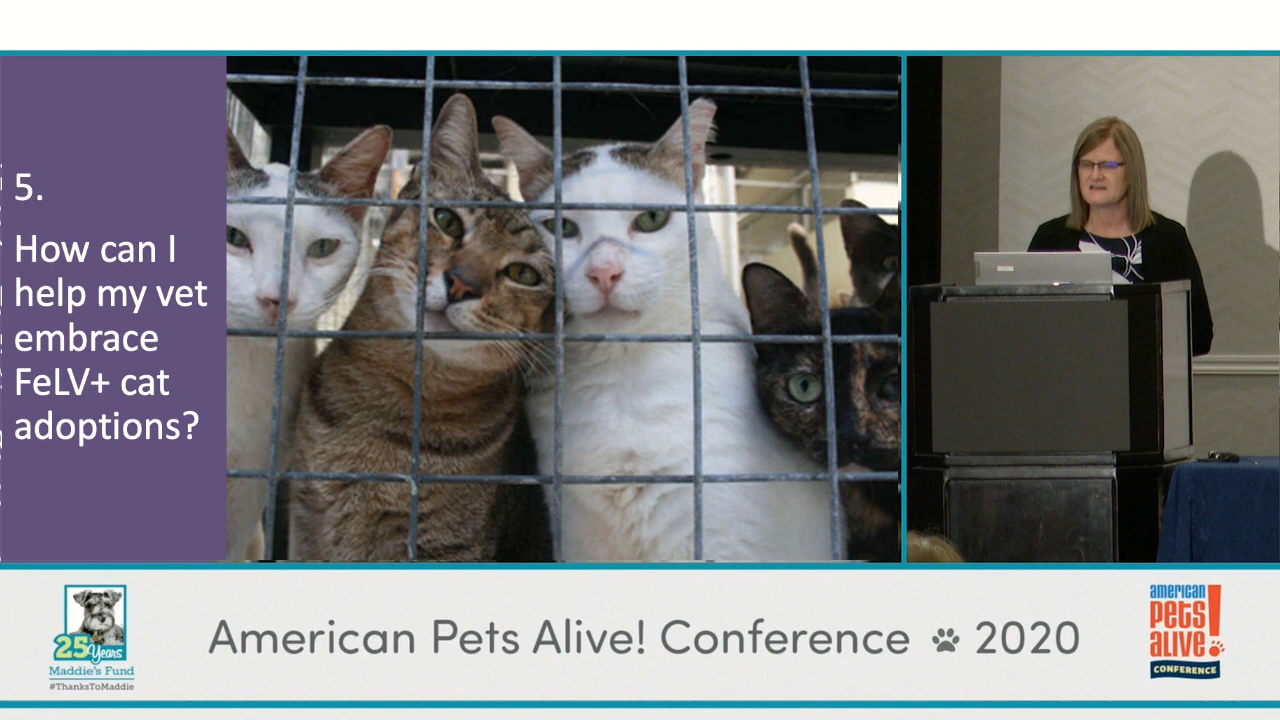 5.
How can I
help my vet
embrace
FeLV+ cat
adoptions?
25 Years
Maddie's Fund
#ThanksToMaddie
American Pets Alive! Conference 2020
american
pets
alive!
CONFERENCE